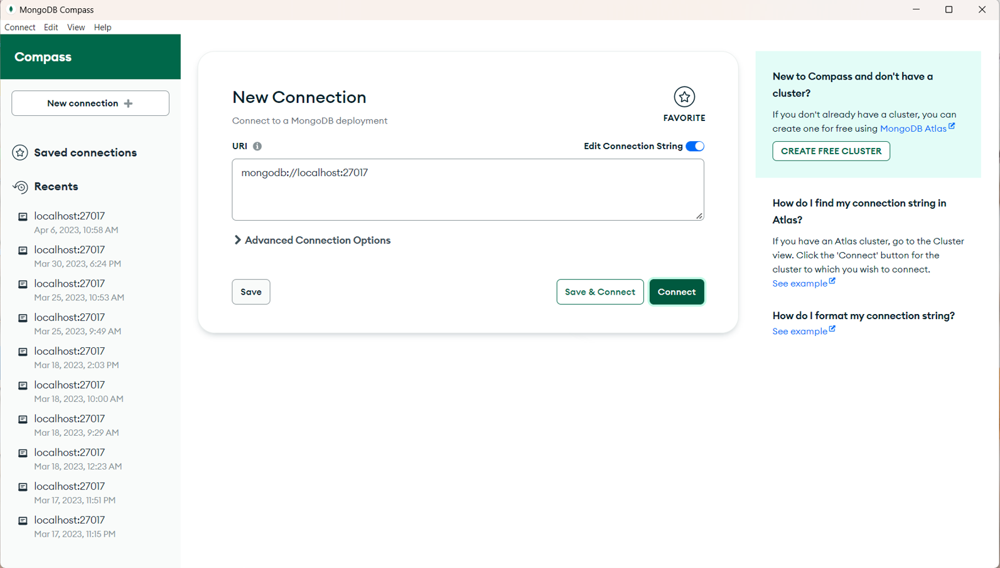 MongoDB Compass
Connect Edit View Help
Compass
New connection
Saved connections
Recents
localhost:27017
Apr 6, 2023, 10:58 AM
localhost:27017
Mar 30, 2023, 6:24 PM
localhost:27017
Mar 25, 2023, 10:53 AM
localhost:27017
Mar 25, 2023, 9:49 AM
localhost:27017
Mar 18, 2023, 2:03 PM
localhost:27017
Mar 18, 2023, 10:00 AM
localhost:27017
Mar 18, 2023, 9:29 AM
localhost:27017
Mar 18, 2023, 12:23 AM
localhost:27017
Mar 17, 2023, 11:51 PM
localhost:27017
Mar 17, 2023, 11:15 PM
New Connection
Connect to a MongoDB deployment
FAVORITE
URI
Edit Connection String
mongodb://localhost:27017
Advanced Connection Options
Save
Save & Connect
Connect
New to Compass and don't have a
cluster?
If you don't already have a cluster, you can
create one for free using MongoDB Atlas
CREATE FREE CLUSTER
How do I find my connection string in
Atlas?
If you have an Atlas cluster, go to the Cluster
view. Click the 'Connect' button for the
cluster to which you wish to connect.
See example
How do I format my connection string?
See example